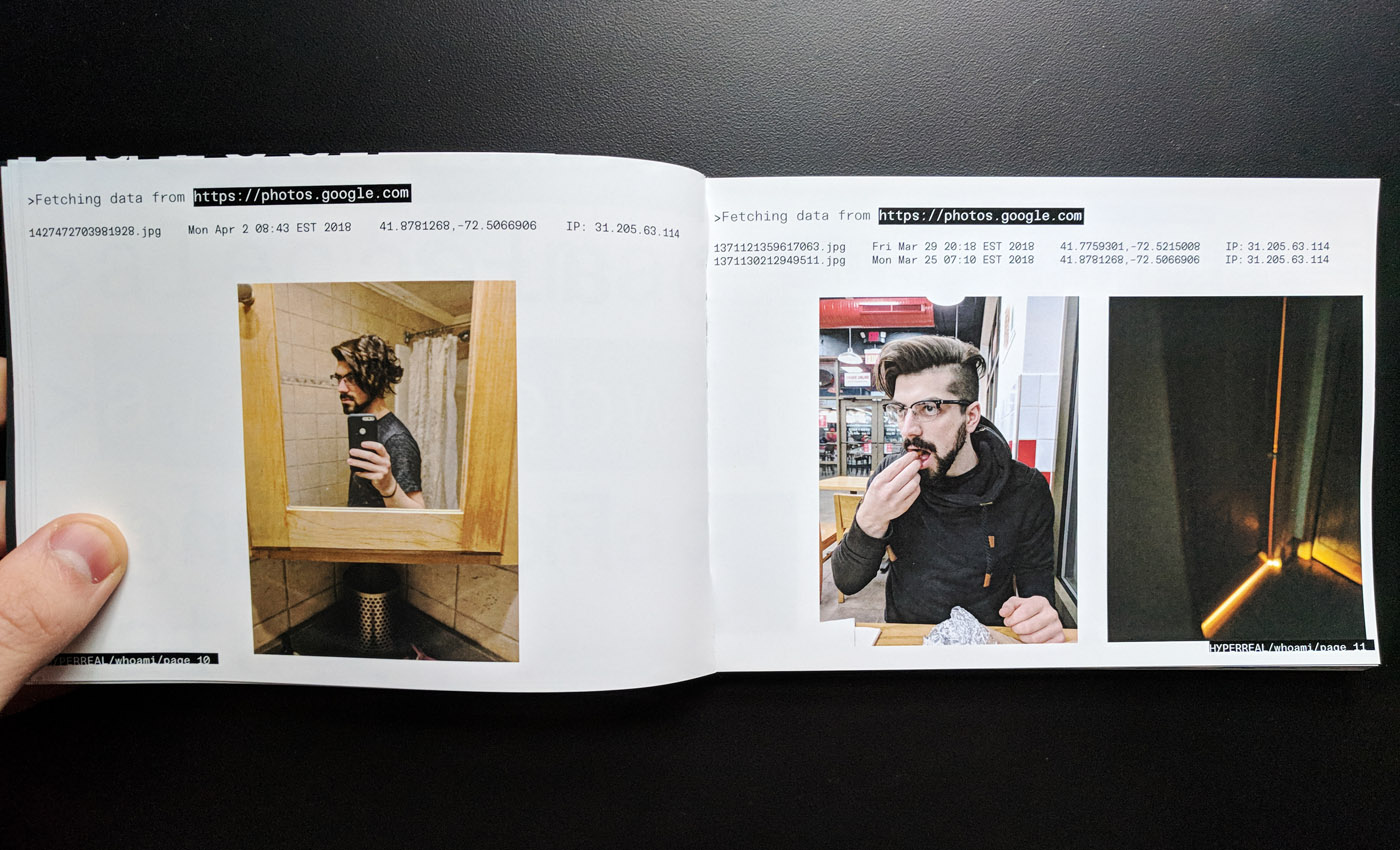 >Fetching data from https://photos.google.com
1427472703981928.jpg Mon Apr 2 08:43 EST 2018 41.8781268,-72.5066906 IP: 31.205.63.114
HYPERREAL/whoami/page 10
>Fetching data from https://photos.google.com
1371121359617063.jpg Fri Mar 29 20:18 EST 2018 41.7759301,-72.5215008 IP: 31.205.63.114
1371130212949511.jpg Mon Mar 25 07:10 EST 2018 41.8781268,-72.5066906 IP: 31.205.63.114
HYPERREAL/whoami/page 11